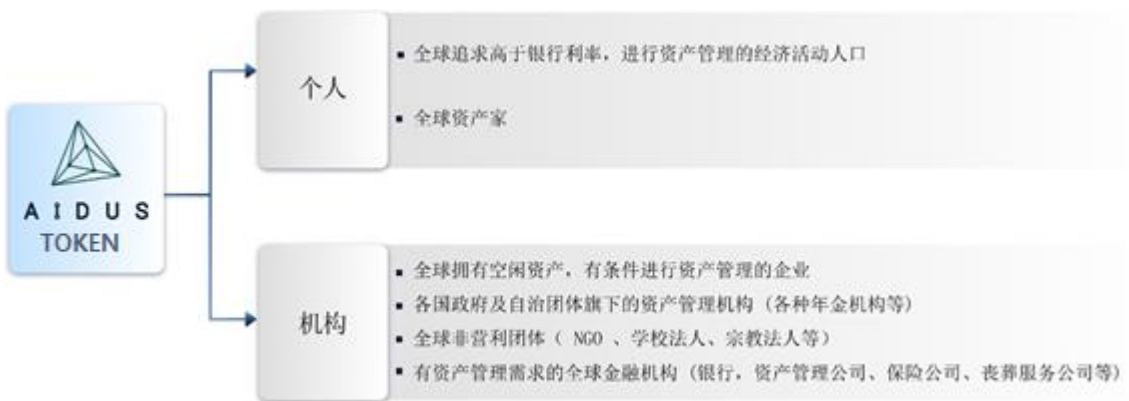 AIDUS
TOKEN
个人
▪ 全球追求高于银行利率，进行资产管理的经济活动人口
▪ 全球资产家
机构
▪ 全球拥有空闲资产，有条件进行资产管理的企业
▪ 各国政府及自治团体旗下的资产管理机构（各种年金机构等）
▪ 全球非营利团体（ NGO 、学校法人、宗教法人等）
▪ 有资产管理需求的全球金融机构（银行，资产管理公司、保险公司、丧葬服务公司等）